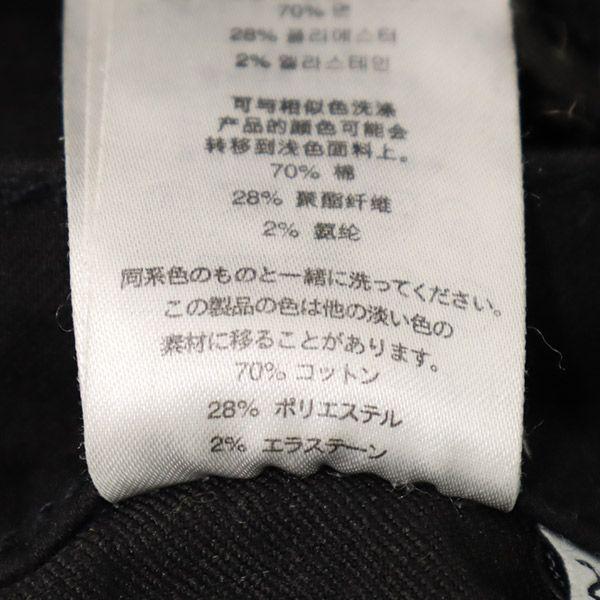 70% 면
28% 폴리에스터
2% 엘라스테인
可与相似色洗涤
产品的颜色可能会
转移到浅色面料上。
70% 棉
28% 聚酯纤维
2% 氨纶
同系色のものと一緒に洗ってください。
この製品の色は他の淡い色の
素材に移ることがあります。
70% コットン
28% ポリエステル
2% エラステーン